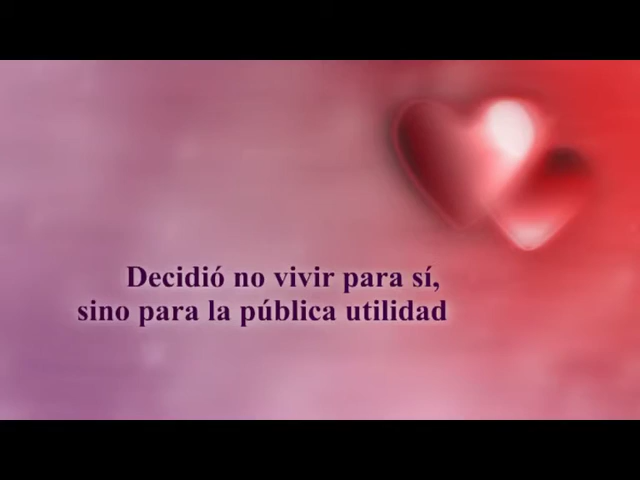 Decidió no vivir para sí,
sino para la pública utilidad